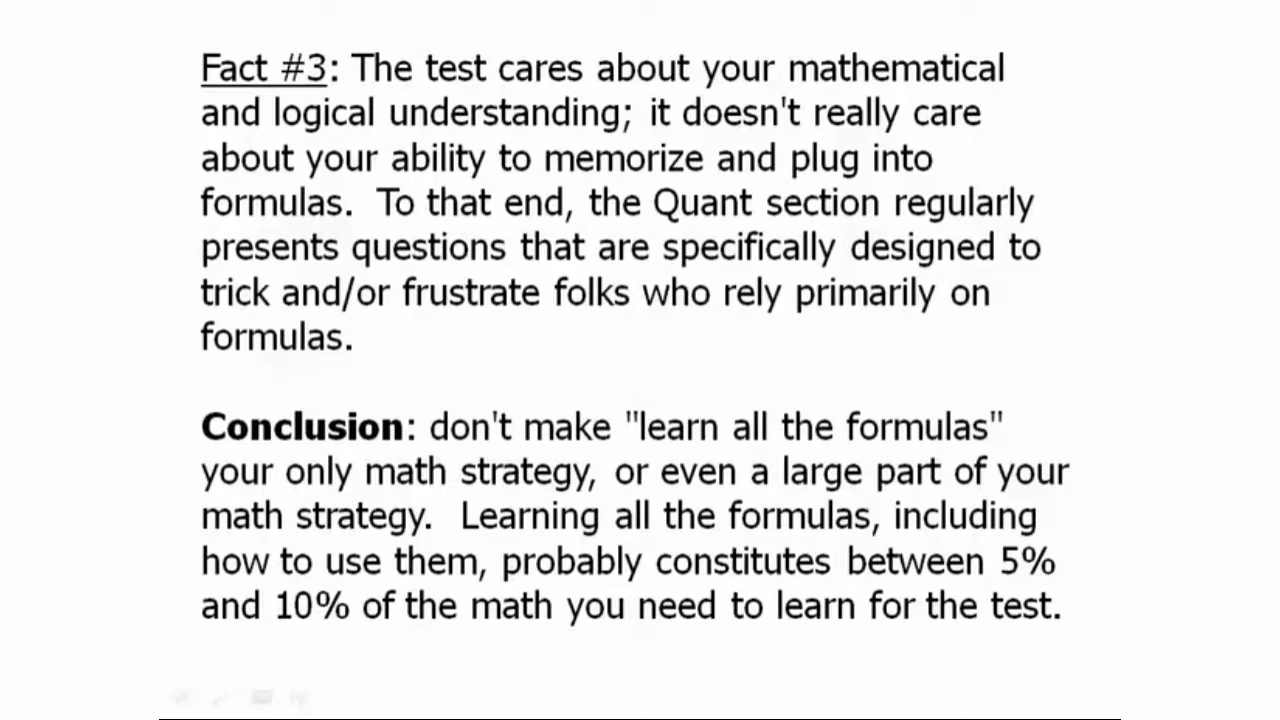 Fact #3: The test cares about your mathematical
and logical understanding; it doesn't really care
about your ability to memorize and plug into
formulas. To that end, the Quant section regularly
presents questions that are specifically designed to
trick and/or frustrate folks who rely primarily on
formulas.
Conclusion: don't make "learn all the formulas"
your only math strategy, or even a large part of your
math strategy. Learning all the formulas, including
how to use them, probably constitutes between 5%
and 10% of the math you need to learn for the test.